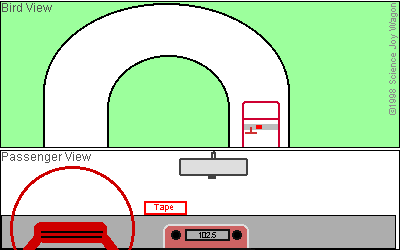 Bird View
©1998 Science Joy Wagon
Passenger View
Tape
102.5